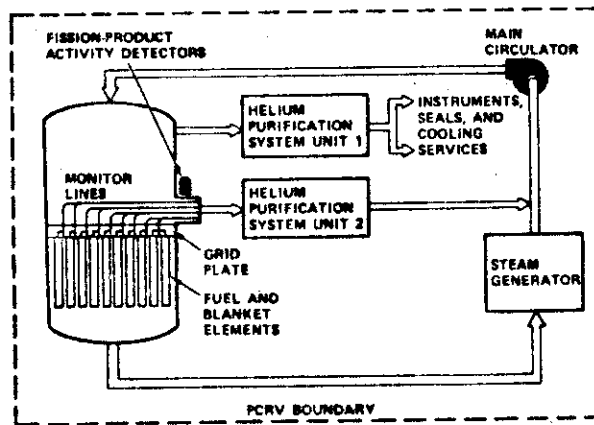 FISSION-PRODUCT
ACTIVITY DETECTORS
MAIN
CIRCULATOR
HELIUM
PURIFICATION
SYSTEM UNIT 1
INSTRUMENTS,
SEALS, AND
COOLING
SERVICES
MONITOR
LINES
HELIUM
PURIFICATION
SYSTEM UNIT 2
GRID
PLATE
STEAM
GENERATOR
FUEL AND
BLANKET
ELEMENTS
PCRV BOUNDARY